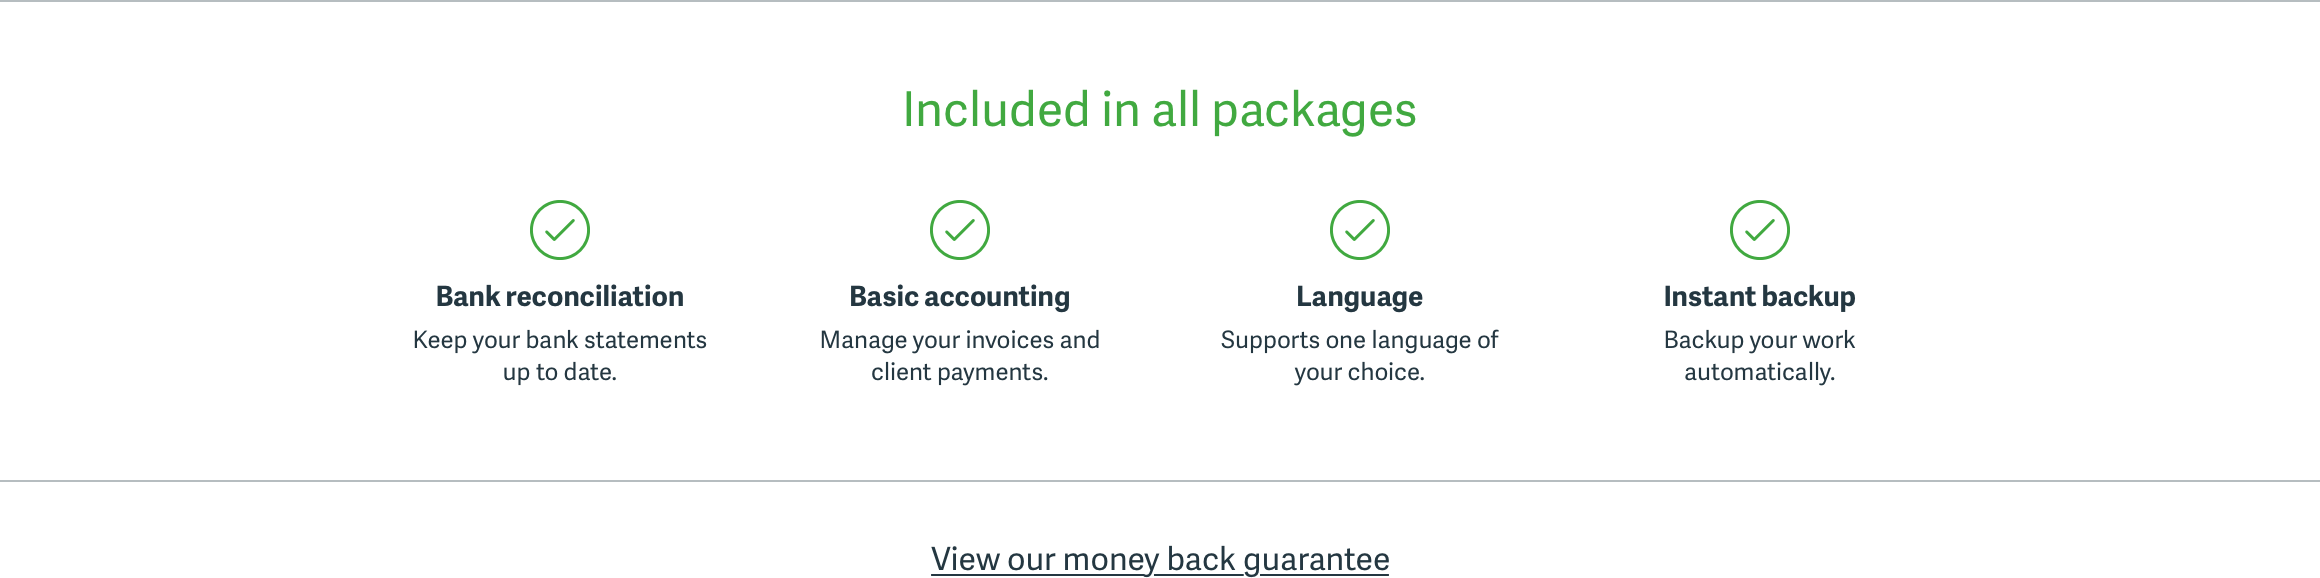 Included in all packages
Bank reconciliation
Keep your bank statements
up to date.
Basic accounting
Manage your invoices and
client payments.
Language
Supports one language of
your choice.
Instant backup
Backup your work
automatically.
View our money back guarantee